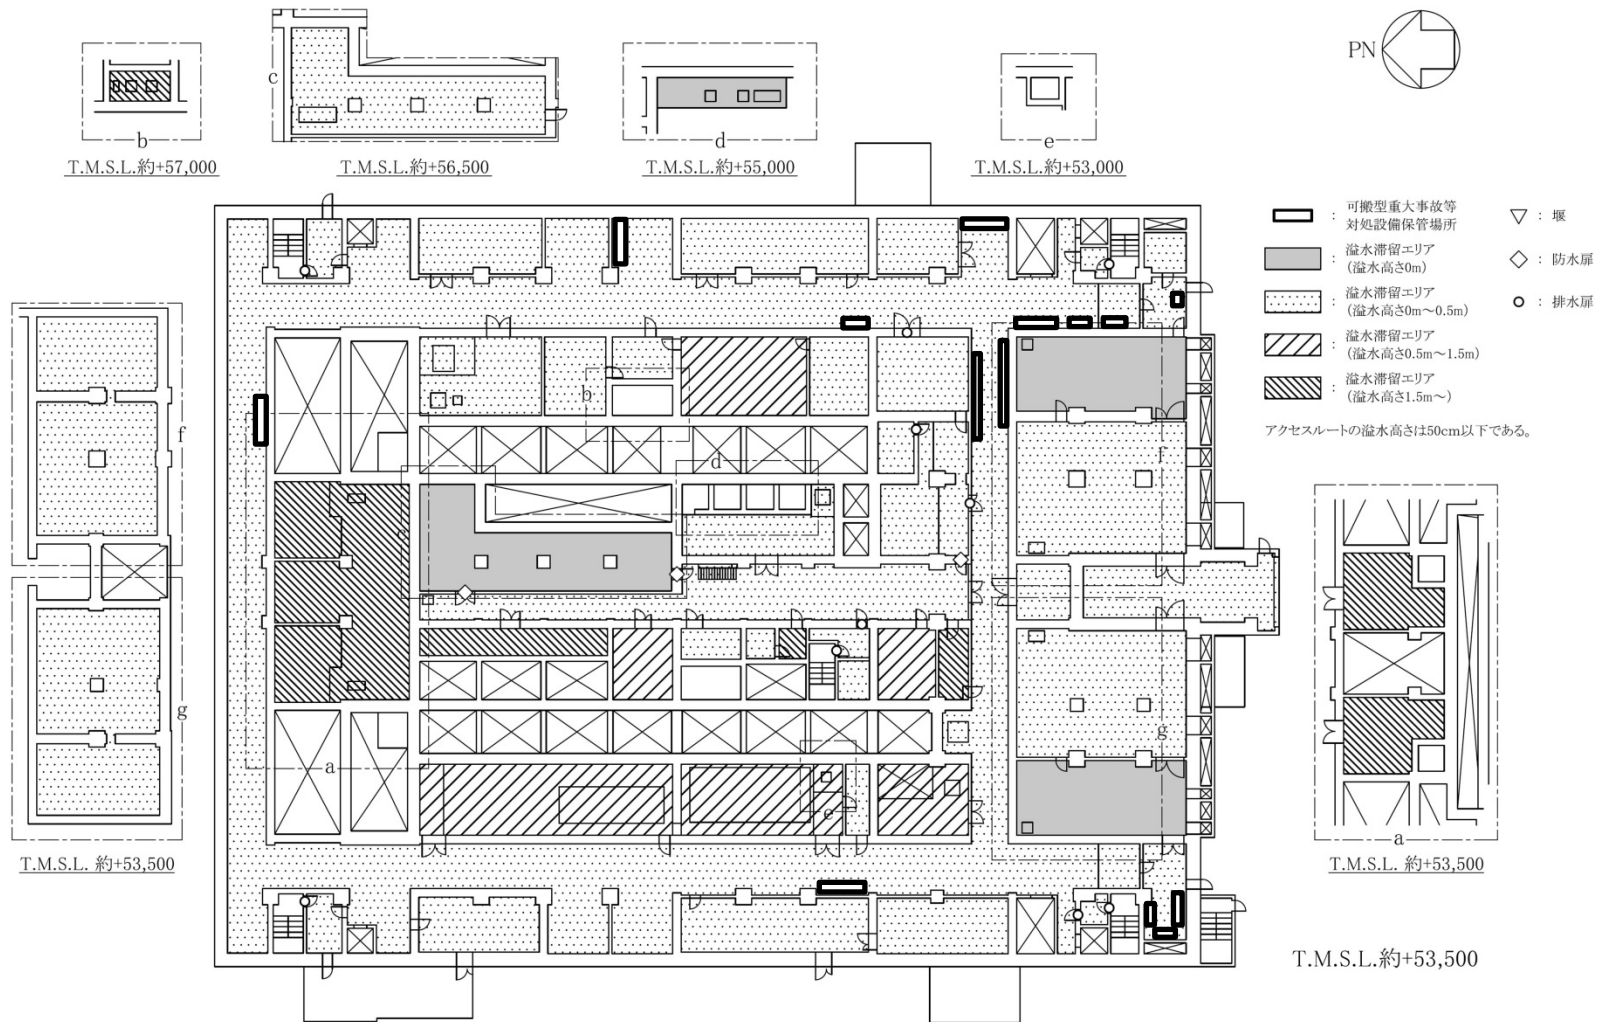 PN
b
T.M.S.L.約+57,000
c
T.M.S.L.約+56,500
d
T.M.S.L.約+55,000
e
T.M.S.L.約+53,000
: 可搬型重大事故等
対処設備保管場所
: 溢水滞留エリア
(溢水高さ0m)
: 溢水滞留エリア
(溢水高さ0m～0.5m)
: 溢水滞留エリア
(溢水高さ0.5m～1.5m)
: 溢水滞留エリア
(溢水高さ1.5m～)
: 堰
: 防水扉
: 排水扉
アクセスルートの溢水高さは50cm以下である。
f
g
T.M.S.L. 約+53,500
b
d
c
f
a
e
g
a
T.M.S.L. 約+53,500
T.M.S.L.約+53,500